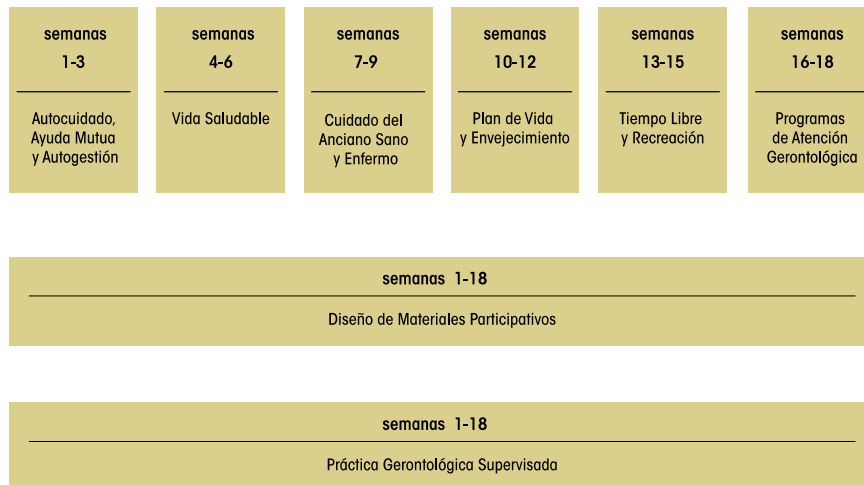 semanas
1-3
Autocuidado,
Ayuda Mutua
y Autogestión
semanas
4-6
Vida Saludable
semanas
7-9
Cuidado del
Anciano Sano
y Enfermo
semanas
10-12
Plan de Vida
y Envejecimiento
semanas
13-15
Tiempo Libre
y Recreación
semanas
16-18
Programas
de Atención
Gerontológica
semanas 1-18
Diseño de Materiales Participativos
semanas 1-18
Práctica Gerontológica Supervisada